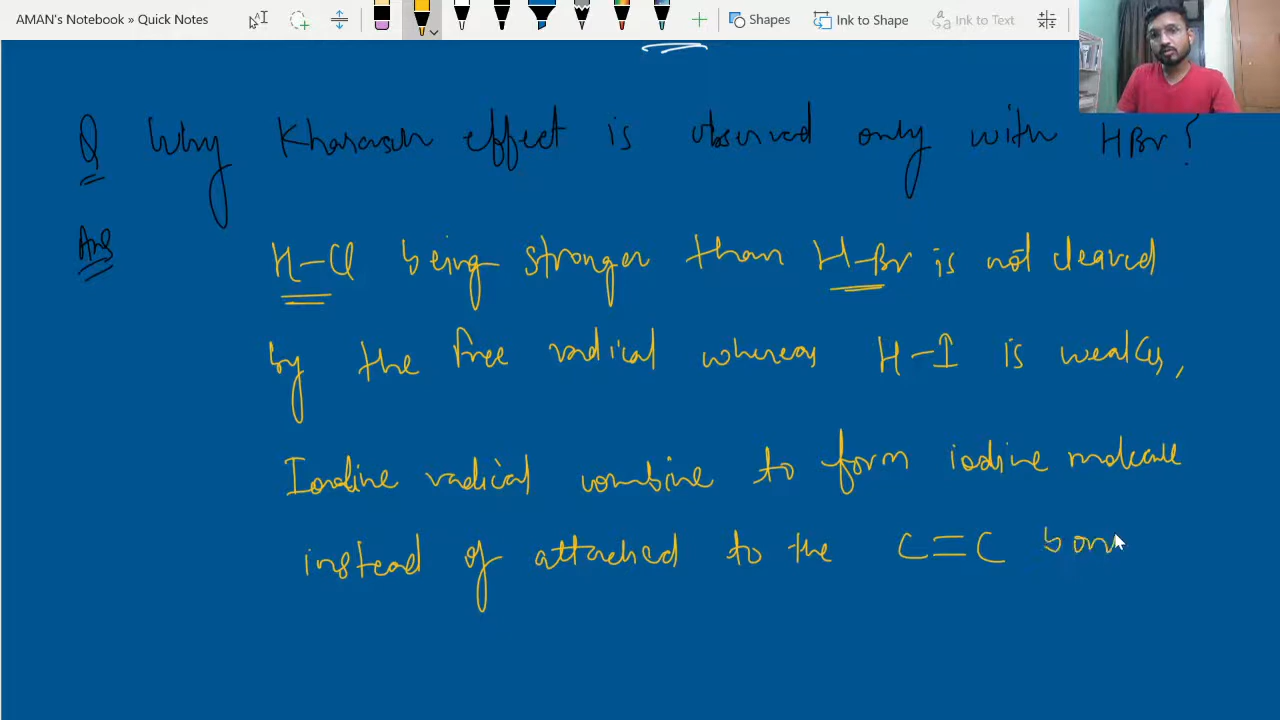 AMAN's Notebook » Quick Notes
Shapes
Ink to Shape
Ink to Text
Q Why Kharasah effect is observed only with HBr?
Ans
H-Cl being stronger than H-Br is not cleaved
by the free radical whereas H-I is weaker,
Iodine radical combine to form iodine molecule
instead of attached to the C=C bon